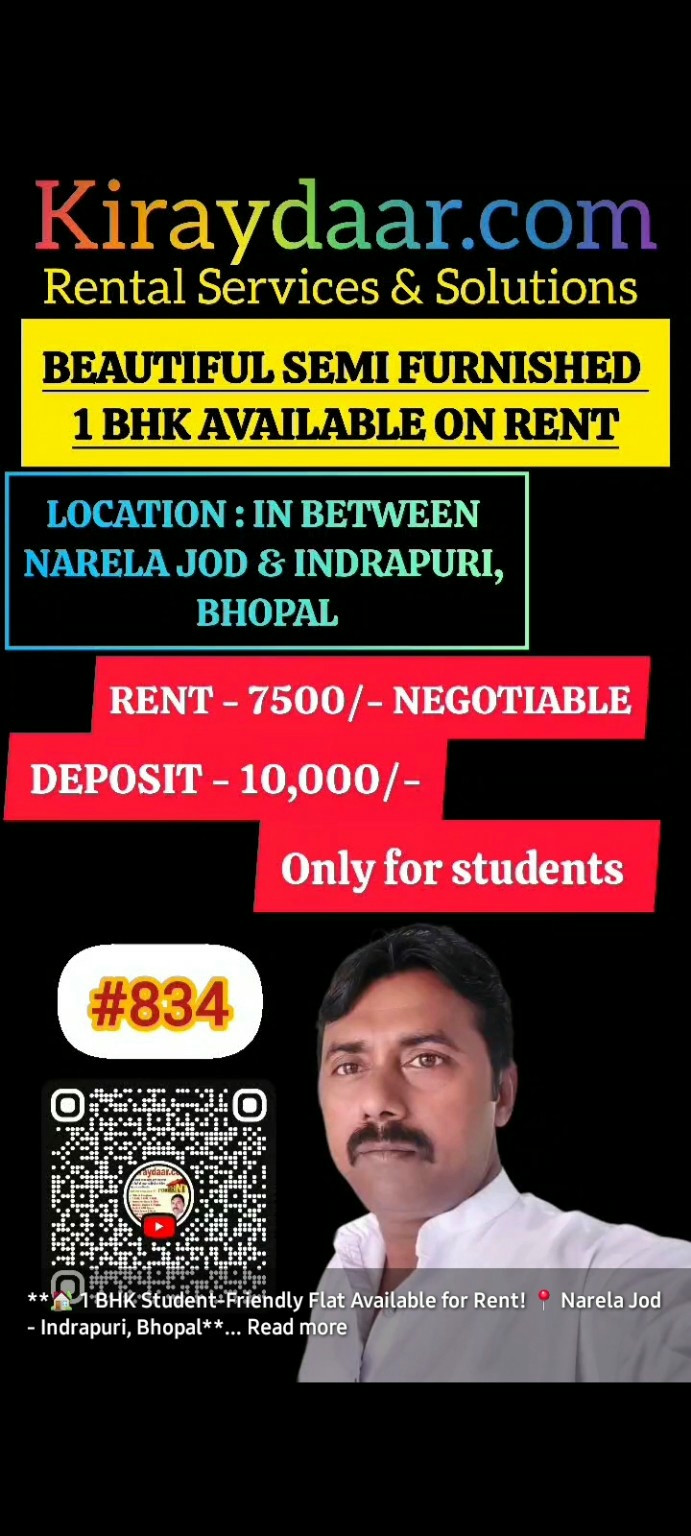 Kiraydaar.com
Rental Services & Solutions
BEAUTIFUL SEMI FURNISHED
1 BHK AVAILABLE ON RENT
LOCATION : IN BETWEEN
NARELA JOD & INDRAPURI,
BHOPAL
RENT - 7500/- NEGOTIABLE
DEPOSIT - 10,000/-
Only for students
#834
**🏠 1 BHK Student-Friendly Flat Available for Rent! 📍 Narela Jod
- Indrapuri, Bhopal**... Read more